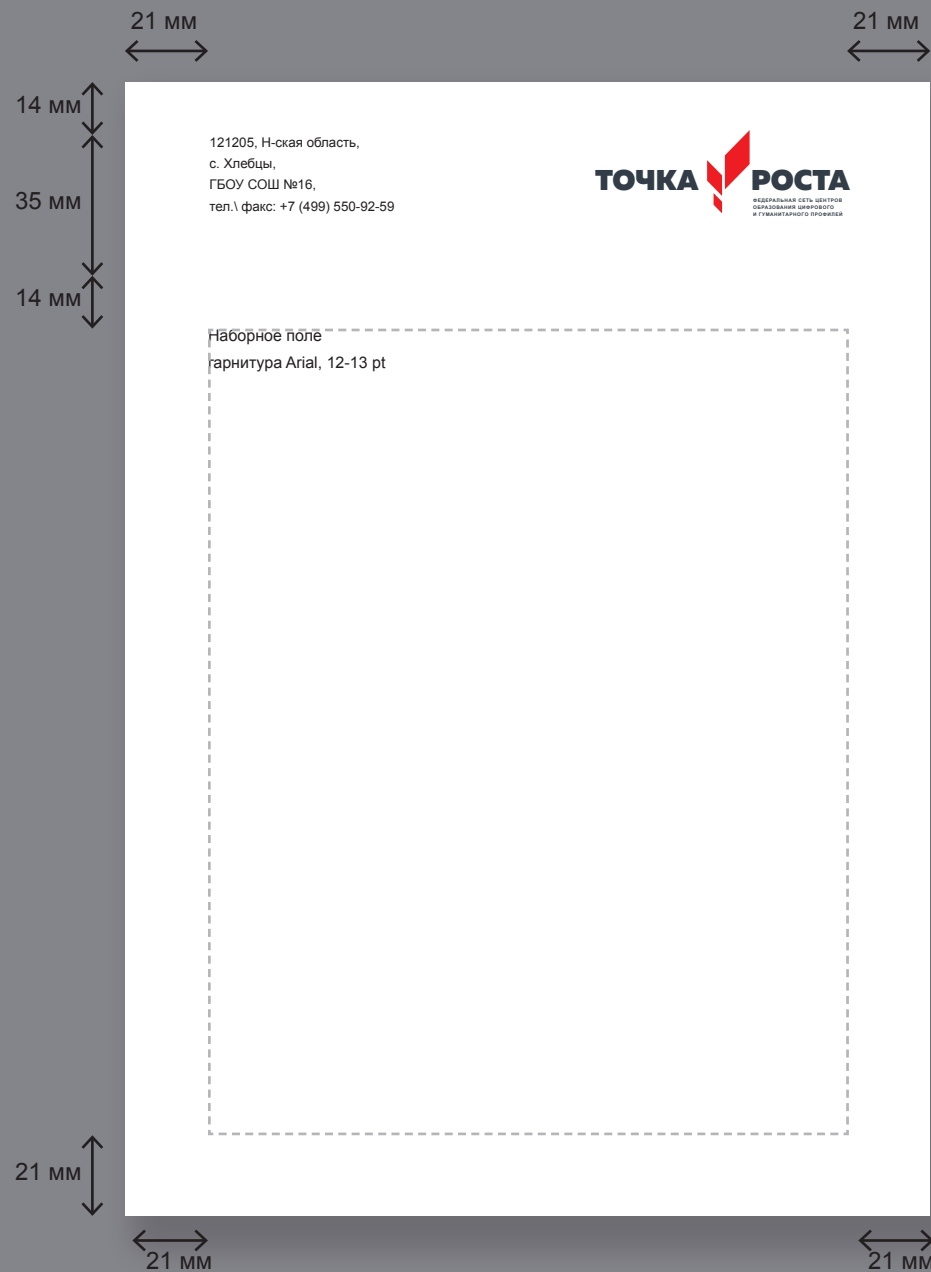 21 мм
21 мм
14 мм
35 мм
14 мм
121205, Н-ская область,
с. Хлебцы,
ГБОУ СОШ №16,
тел.\ факс: +7 (499) 550-92-59
ТОЧКА РОСТА
ФЕДЕРАЛЬНАЯ СЕТЬ ЦЕНТРОВ
ОБРАЗОВАНИЯ ЦИФРОВОГО
И ГУМАНИТАРНОГО ПРОФИЛЕЙ
Наборное поле
гарнитура Arial, 12-13 pt
21 мм
21 мм
21 мм